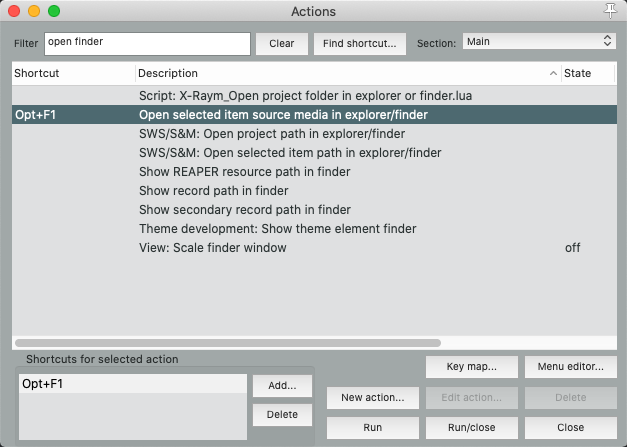 Actions
Filter open finder Clear Find shortcut... Section: Main
Shortcut Description State
Script: X-Raym_Open project folder in explorer or finder.lua
Opt+F1 Open selected item source media in explorer/finder
SWS/S&M: Open project path in explorer/finder
SWS/S&M: Open selected item path in explorer/finder
Show REAPER resource path in finder
Show record path in finder
Show secondary record path in finder
Theme development: Show theme element finder
View: Scale finder window off
Shortcuts for selected action
Key map... Menu editor...
Opt+F1 Add...
New action... Edit action... Delete
Delete
Run Run/close Close